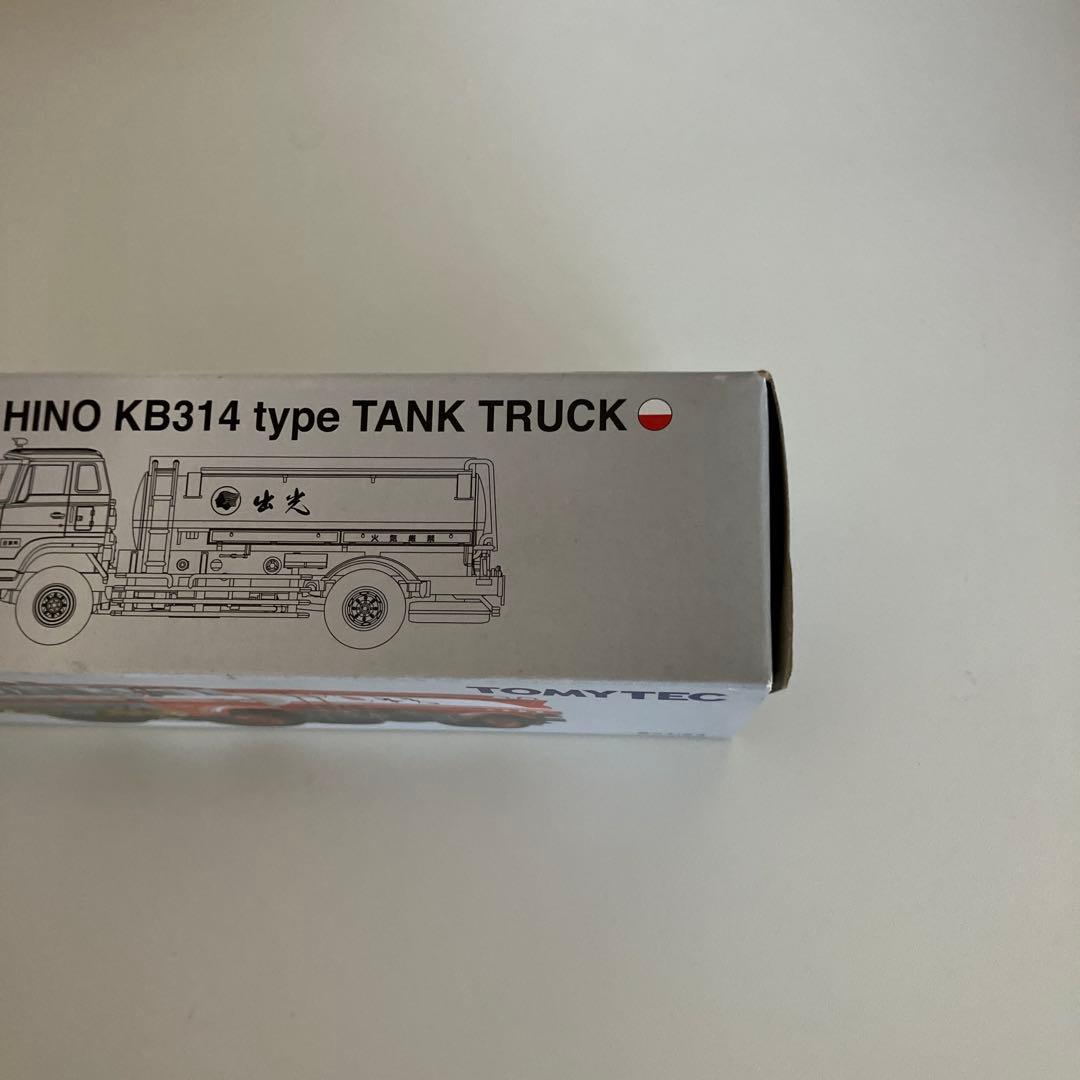 HINO KB314 type TANK TRUCK
出光
火気厳禁
TOMYTEC